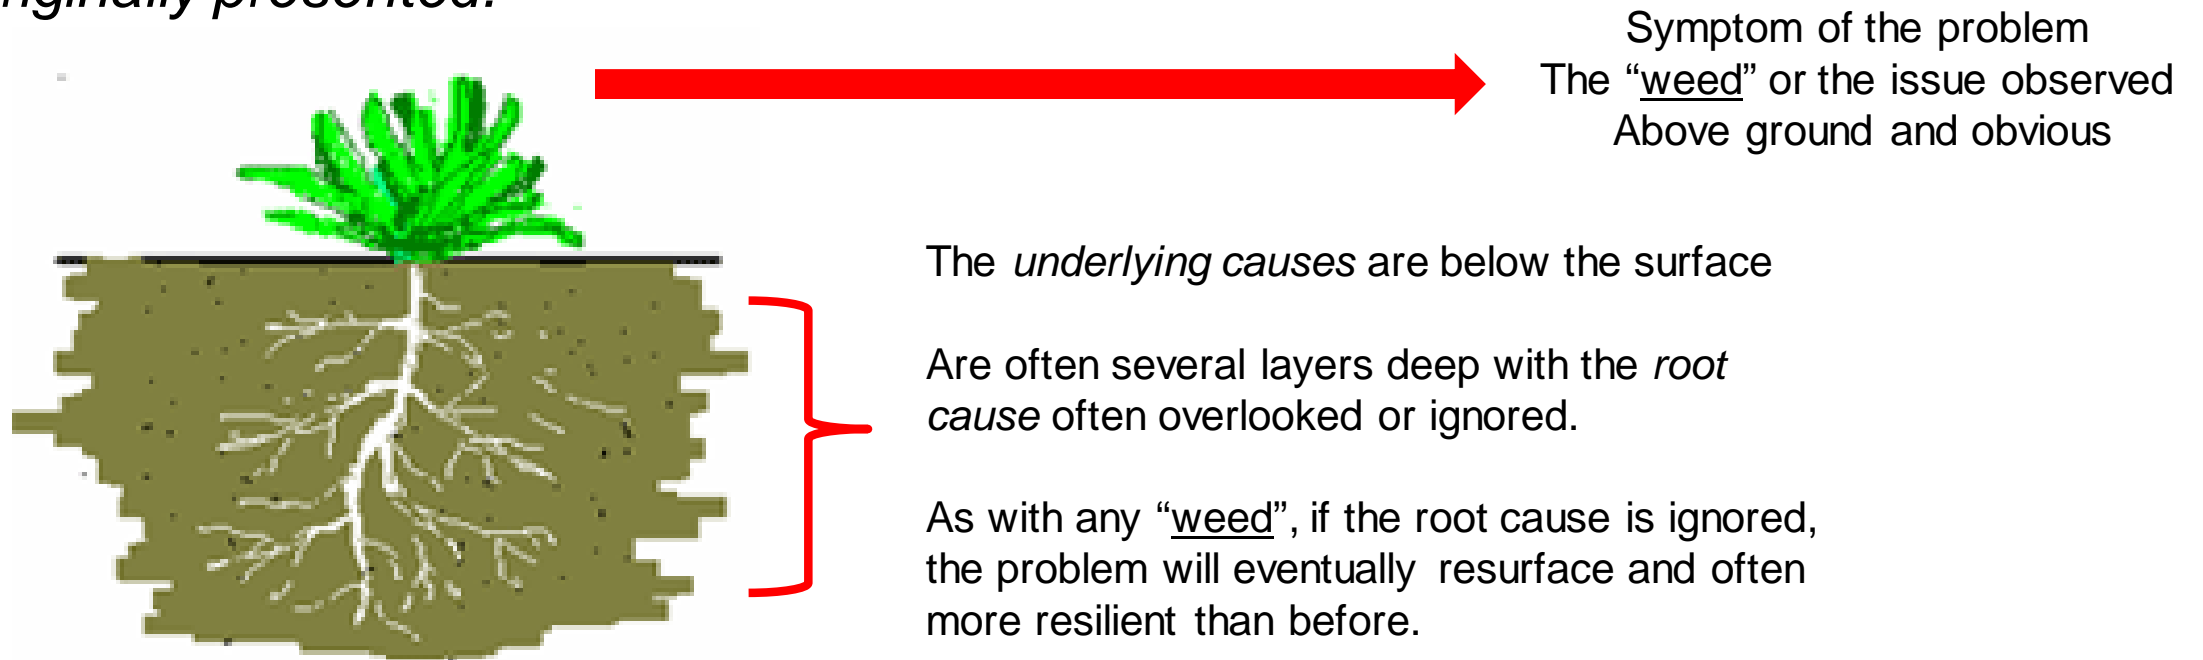 presented.
Symptom of the problem
The “weed” or the issue observed
Above ground and obvious
The underlying causes are below the surface
Are often several layers deep with the root
cause often overlooked or ignored.
As with any “weed”, if the root cause is ignored,
the problem will eventually resurface and often
more resilient than before.